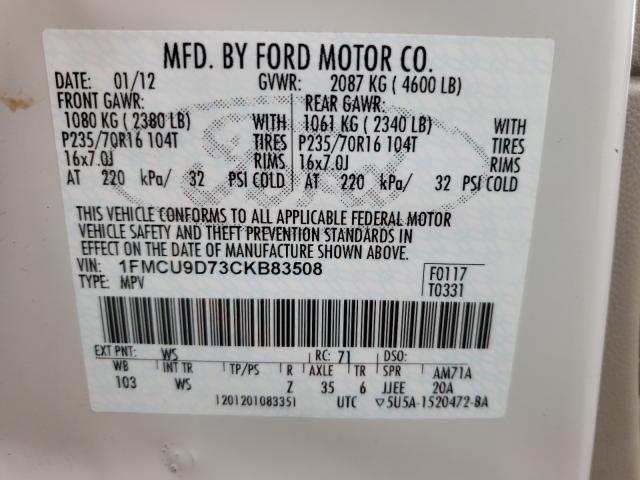 MFD. BY FORD MOTOR CO.
DATE: 01/12 GVWR: 2087 KG ( 4600 LB)
FRONT GAWR: REAR GAWR:
1080 KG ( 2380 LB) WITH 1061 KG ( 2340 LB) WITH
P235/70R16 104T TIRES P235/70R16 104T TIRES
16x7.0J RIMS 16x7.0J RIMS
AT 220 kPa/ 32 PSI COLD AT 220 kPa/ 32 PSI COLD
THIS VEHICLE CONFORMS TO ALL APPLICABLE FEDERAL MOTOR
VEHICLE SAFETY AND THEFT PREVENTION STANDARDS IN
EFFECT ON THE DATE OF MANUFACTURE SHOWN ABOVE.
VIN: 1FMCU9D73CKB83508 F0117
TYPE: MPV T0331
EXT PNT: WS RC: 71 DSO:
WB INT TR TP/PS R AXLE TR SPR AM71A
103 WS Z 35 6 JJEE 20A
1201201083351 UTC ▽5U5A-1520472-BA
Ford